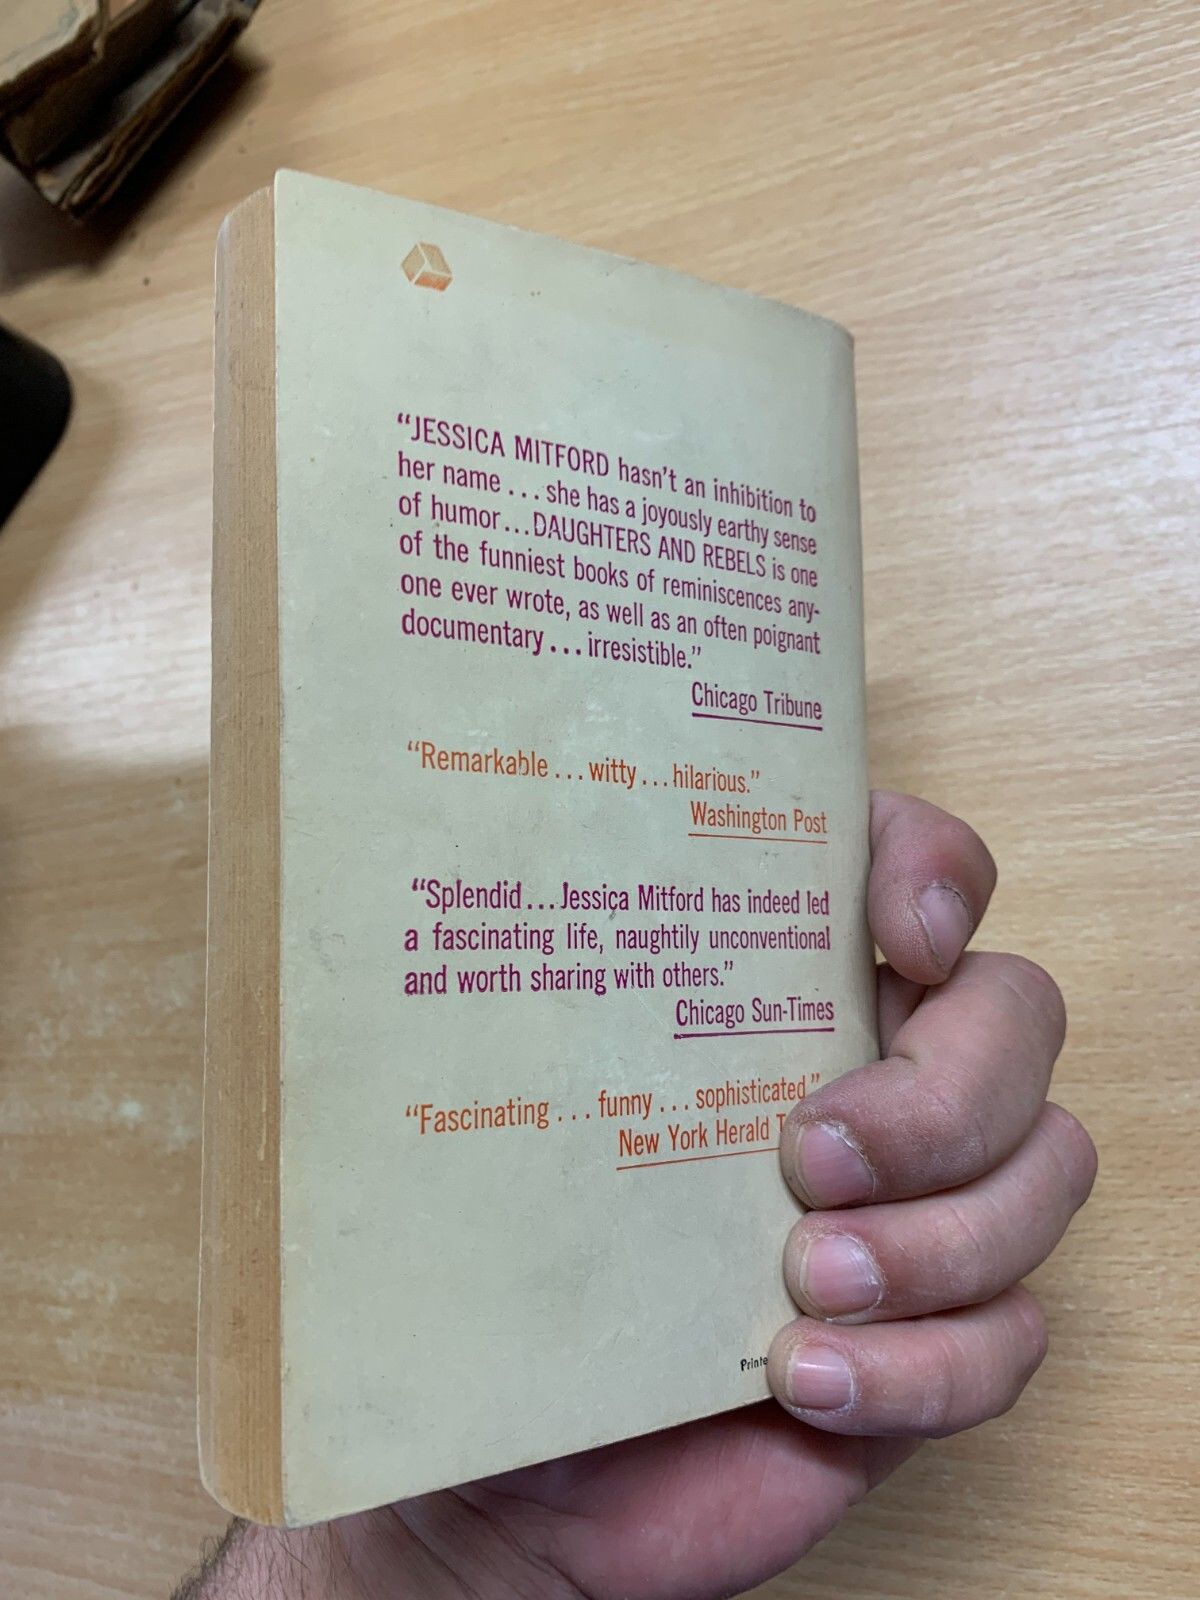 “JESSICA MITFORD hasn't an inhibition to
her name ... she has a joyously earthy sense
of humor...DAUGHTERS AND REBELS is one
of the funniest books of reminiscences any-
one ever wrote, as well as an often poignant
documentary ... irresistible.”
Chicago Tribune
“Remarkable ... witty ... hilarious.”
Washington Post
“Splendid ... Jessica Mitford has indeed led
a fascinating life, naughtily unconventional
and worth sharing with others.”
Chicago Sun-Times
“Fascinating ... funny ... sophisticated.”
New York Herald